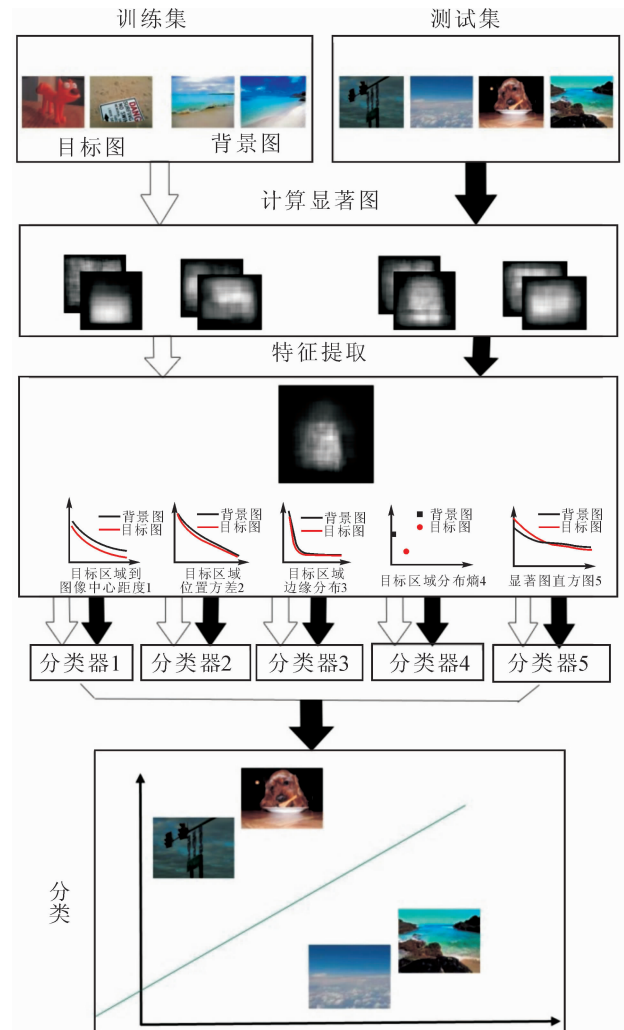 训练集
测试集
目标图
背景图
计算显著图
特征提取
背景图
目标图
目标区域到
图像中心距度1
背景图
目标图
目标区域
位置方差2
背景图
目标图
目标区域
边缘分布3
背景图
目标图
目标区域分布熵4
背景图
目标图
显著图直方图5
分类器1
分类器2
分类器3
分类器4
分类器5
分类